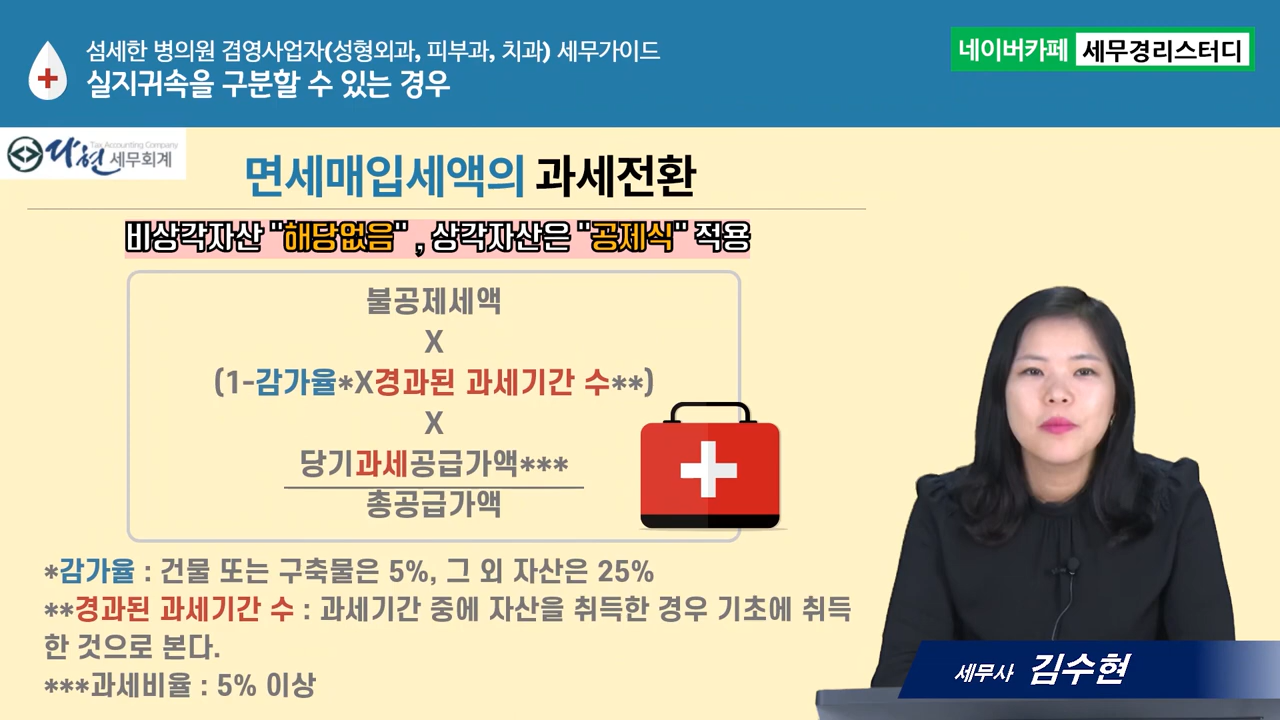 섬세한 병의원 겸영사업자(성형외과, 피부과, 치과) 세무가이드
실지귀속을 구분할 수 있는 경우
네이버카페 세무경리스터디
Tax Accounting Company
다현 세무회계
면세매입세액의 과세전환
비상각자산 "해당없음" , 상각자산은 "공제식" 적용
불공제세액
X
(1-감가율*X경과된 과세기간 수**)
X
당기과세공급가액***
총공급가액
*감가율 : 건물 또는 구축물은 5%, 그 외 자산은 25%
**경과된 과세기간 수 : 과세기간 중에 자산을 취득한 경우 기초에 취득
한 것으로 본다.
***과세비율 : 5% 이상
세무사 김수현